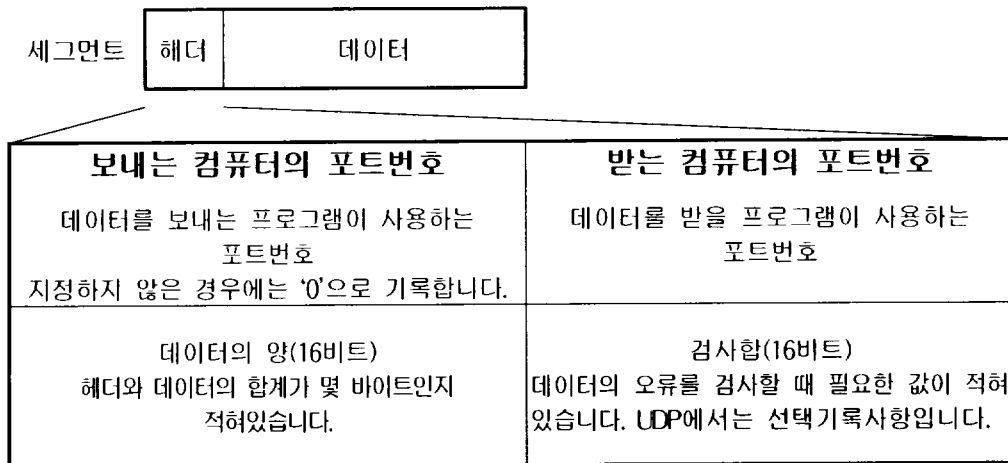 세그먼트 헤더 데이터
보내는 컴퓨터의 포트번호
데이터를 보내는 프로그램이 사용하는
포트번호
지정하지 않은 경우에는 '0'으로 기록합니다.
받는 컴퓨터의 포트번호
데이터를 받을 프로그램이 사용하는
포트번호
데이터의 양(16비트)
헤더와 데이터의 합계가 몇 바이트인지
적혀있습니다.
검사합(16비트)
데이터의 오류를 검사할 때 필요한 값이 적혀
있습니다. UDP에서는 선택기록사항입니다.